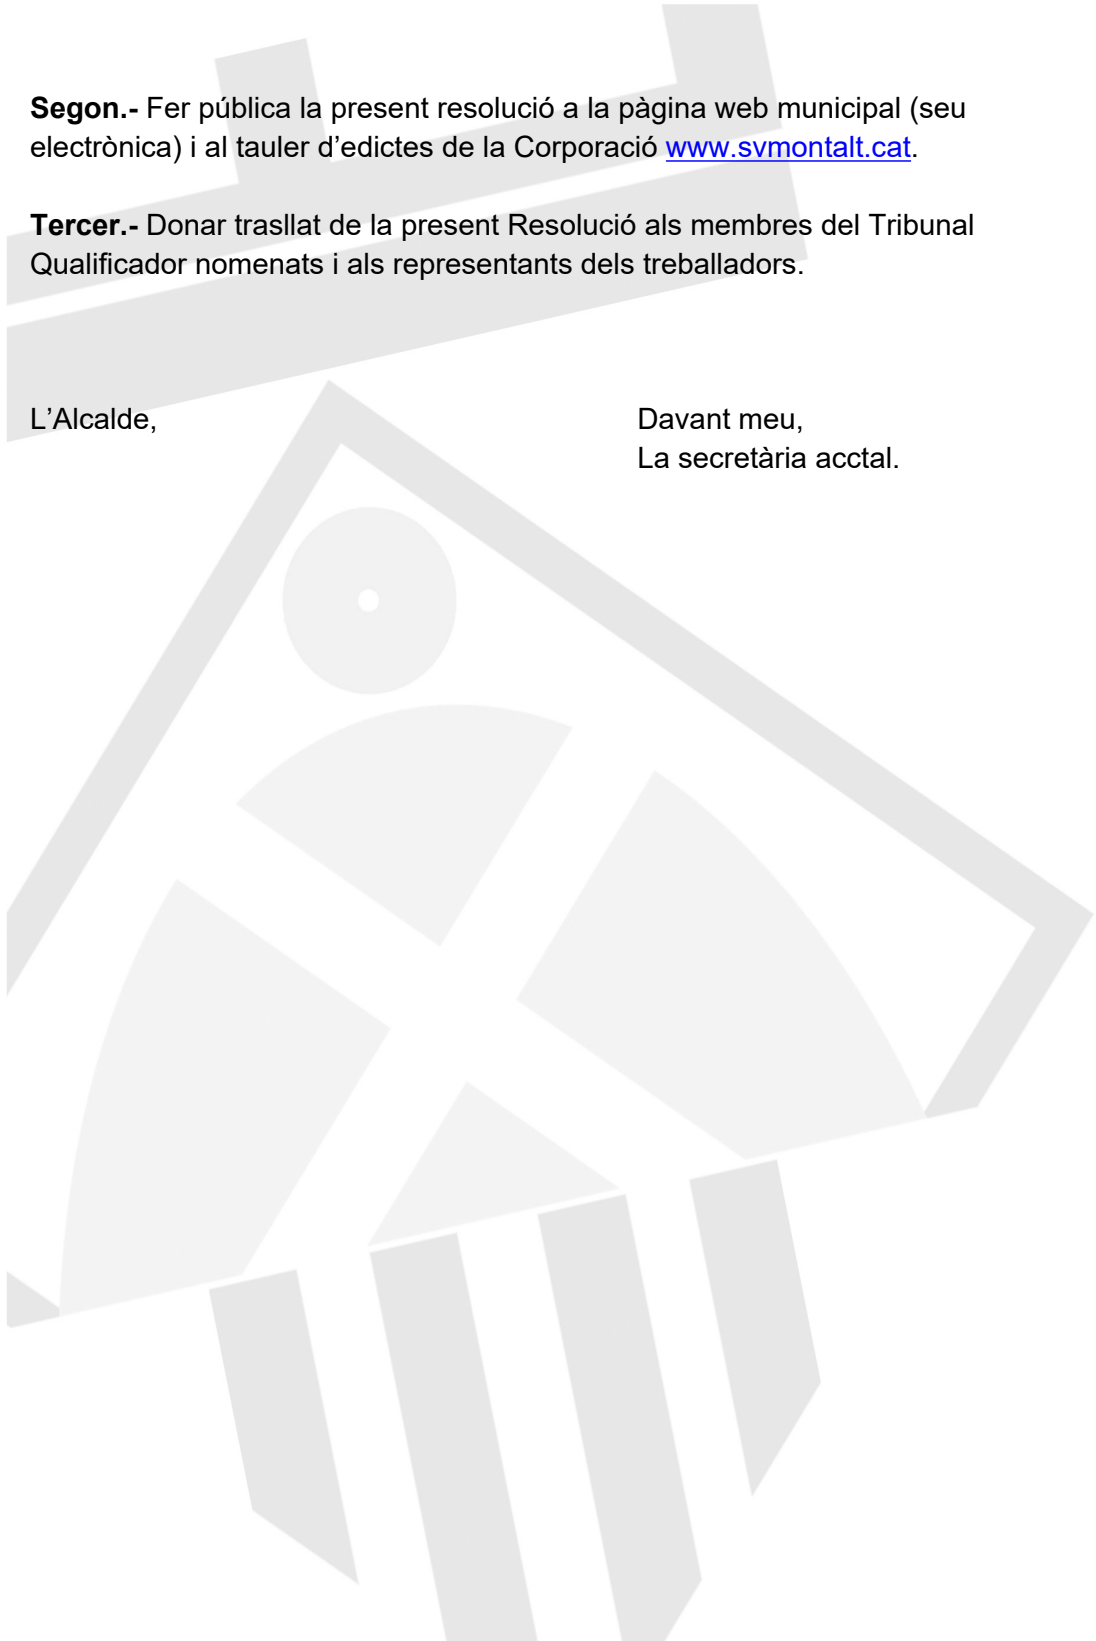 Segon.- Fer pública la present resolució a la pàgina web municipal (seu
electrònica) i al tauler d’edictes de la Corporació www.svmontalt.cat.
Tercer.- Donar trasllat de la present Resolució als membres del Tribunal
Qualificador nomenats i als representants dels treballadors.
L’Alcalde,
Davant meu,
La secretària acctal.